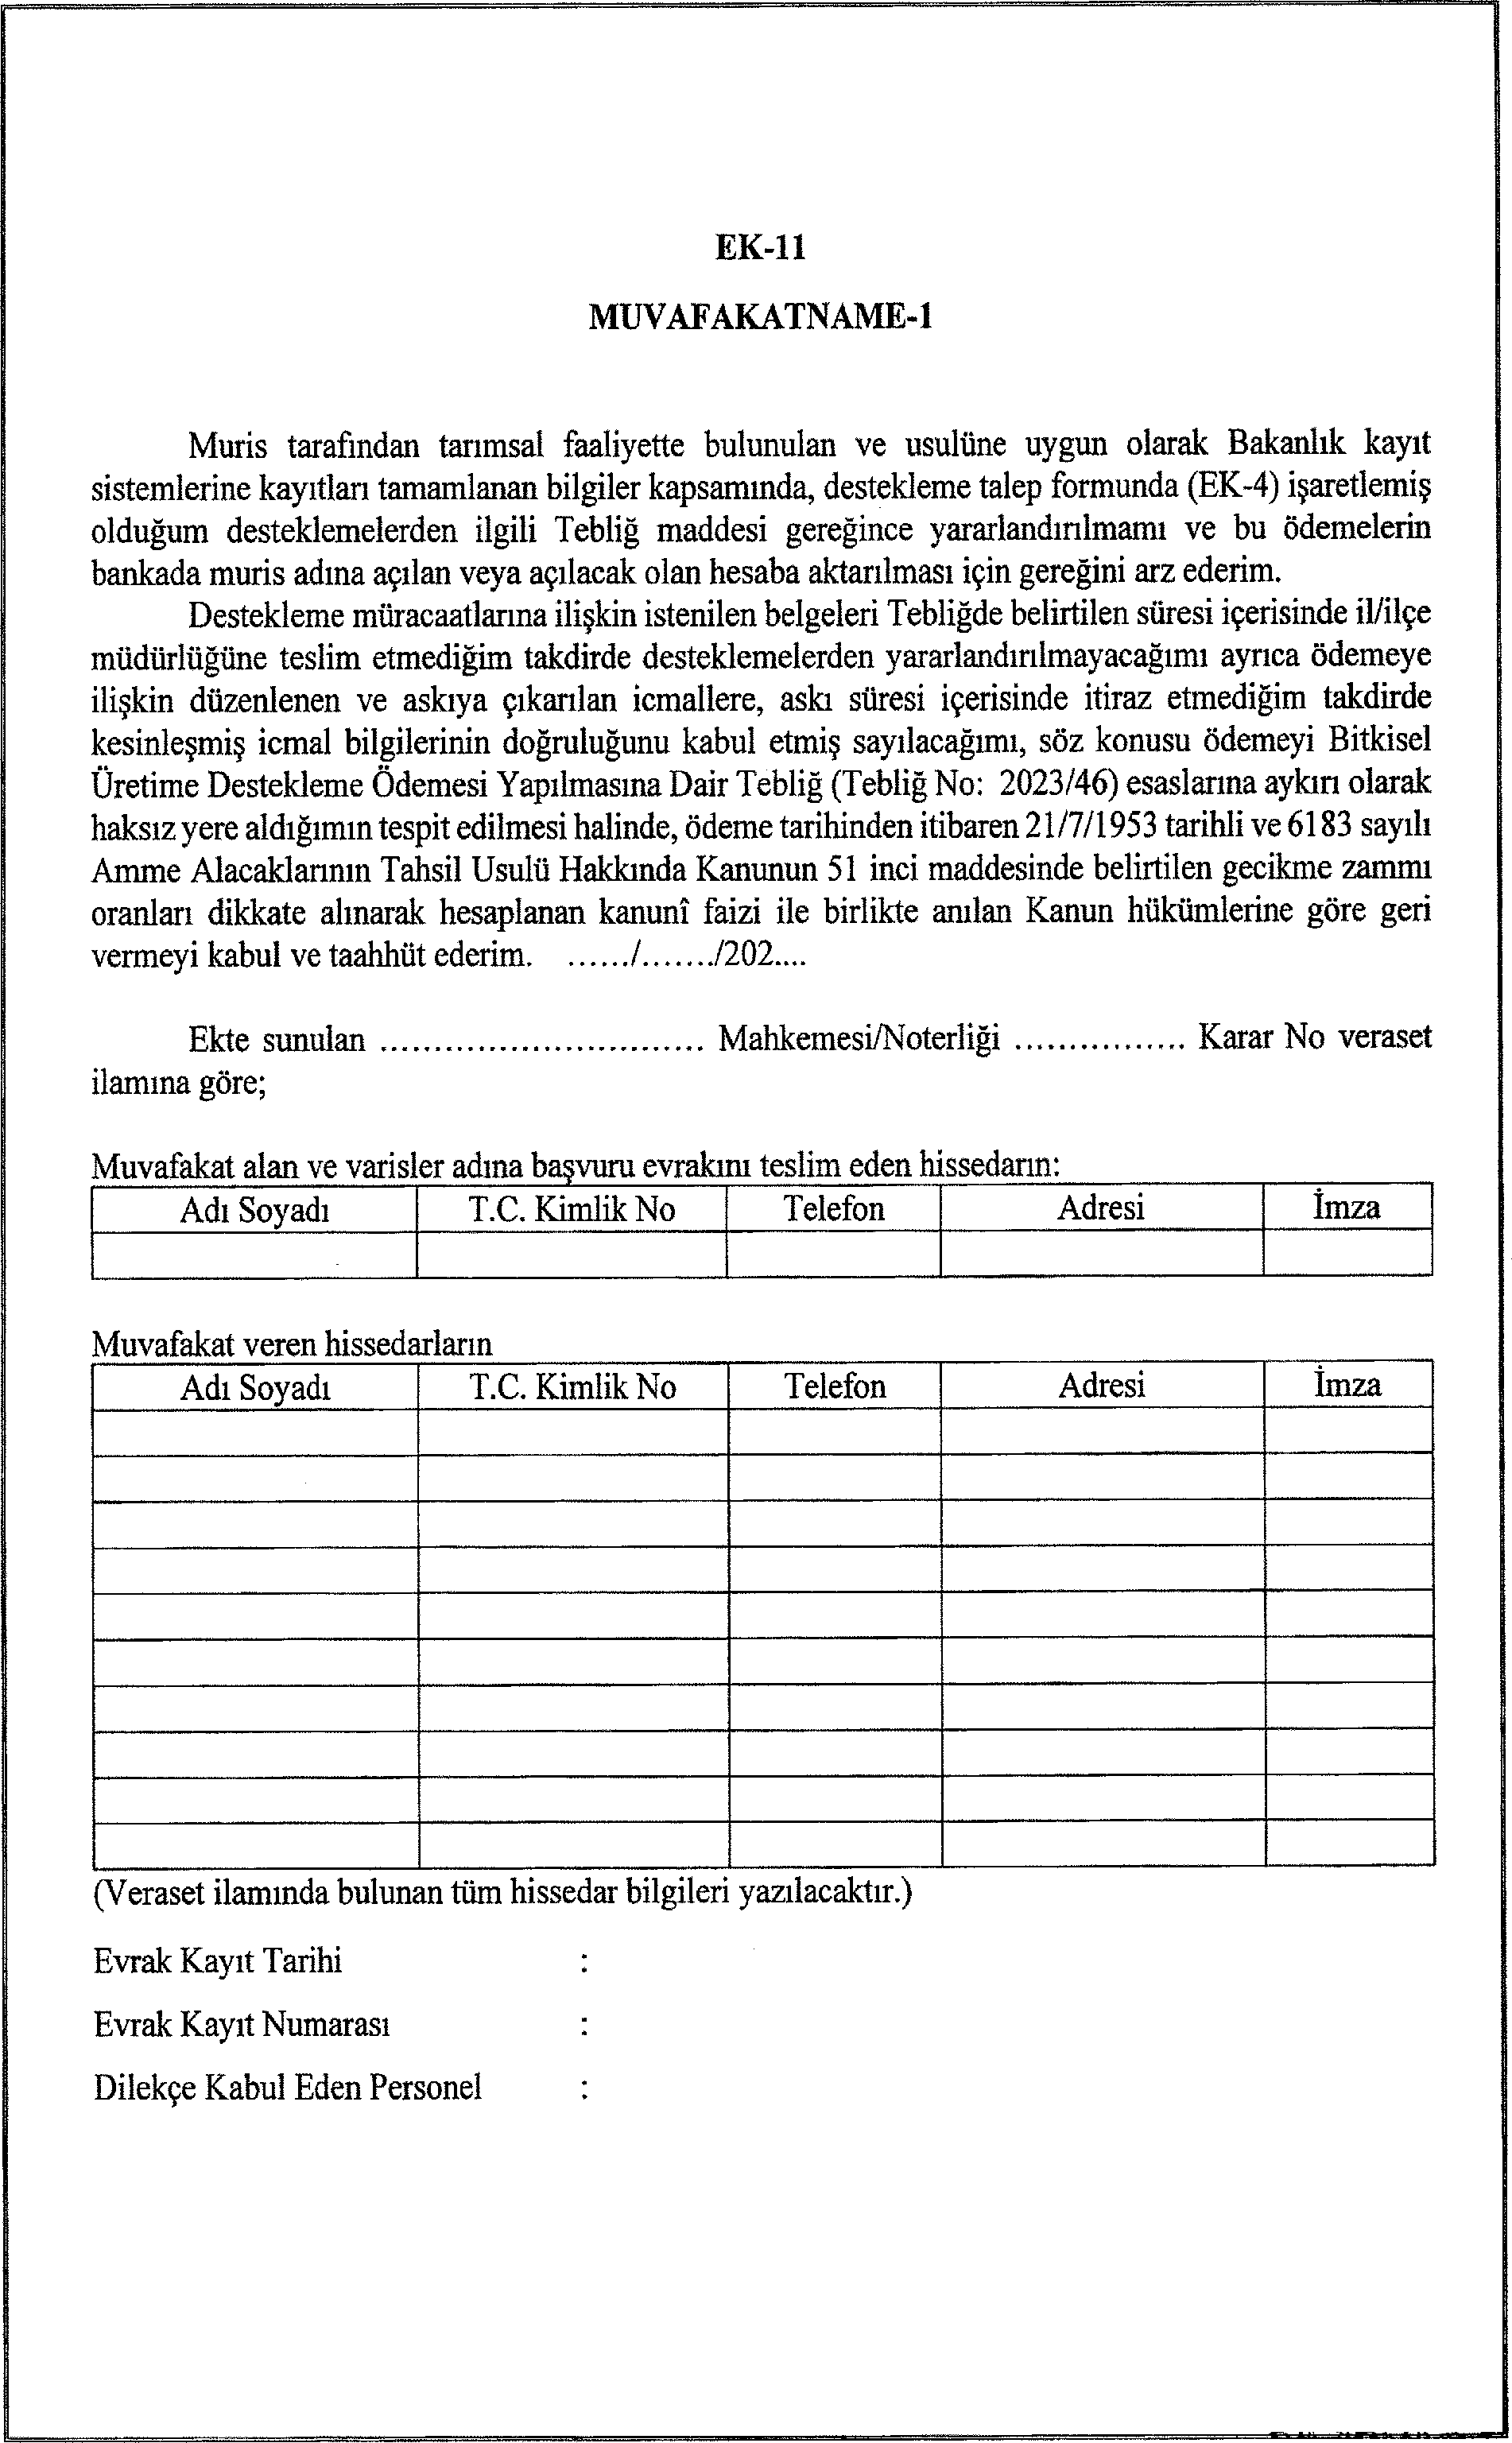 EK-11
MUVAFAKATNAME-1
Muris tarafından tarımsal faaliyette bulunulan ve usulüne uygun olarak Bakanlık kayıt
sistemlerine kayıtları tamamlanan bilgiler kapsamında, destekleme talep formunda (EK-4) işaretlemiş
olduğum desteklemelerden ilgili Tebliğ maddesi gereğince yararlandırılmamı ve bu ödemelerin
bankada muris adına açılan veya açılacak olan hesaba aktarılması için gereğini arz ederim.
Destekleme müracaatlarına ilişkin istenilen belgeleri Tebliğde belirtilen süresi içerisinde il/ilçe
müdürlüğüne teslim etmediğim takdirde desteklemelerden yararlandırılmayacağımı ayrıca ödemeye
ilişkin düzenlenen ve askıya çıkarılan icmallere, askı süresi içerisinde itiraz etmediğim takdirde
kesinleşmiş icmal bilgilerinin doğruluğunu kabul etmiş sayılacağımı, söz konusu ödemeyi Bitkisel
Üretime Destekleme Ödemesi Yapılmasına Dair Tebliğ (Tebliğ No: 2023/46) esaslarına aykırı olarak
haksız yere aldığımın tespit edilmesi halinde, ödeme tarihinden itibaren 21/7/1953 tarihli ve 6183 sayılı
Amme Alacaklarının Tahsil Usulü Hakkında Kanunun 51 inci maddesinde belirtilen gecikme zammı
oranları dikkate alınarak hesaplanan kanunî faizi ile birlikte anılan Kanun hükümlerine göre geri
vermeyi kabul ve taahhüt ederim. ....../......./202....
Ekte sunulan .............................. Mahkemesi/Noterliği ................ Karar No veraset
ilamına göre;
Muvafakat alan ve varisler adına başvuru evrakını teslim eden hissedarın:
Adı Soyadı T.C. Kimlik No Telefon Adresi İmza
Muvafakat veren hissedarların
Adı Soyadı T.C. Kimlik No Telefon Adresi İmza
(Veraset ilamında bulunan tüm hissedar bilgileri yazılacaktır.)
Evrak Kayıt Tarihi :
Evrak Kayıt Numarası :
Dilekçe Kabul Eden Personel :